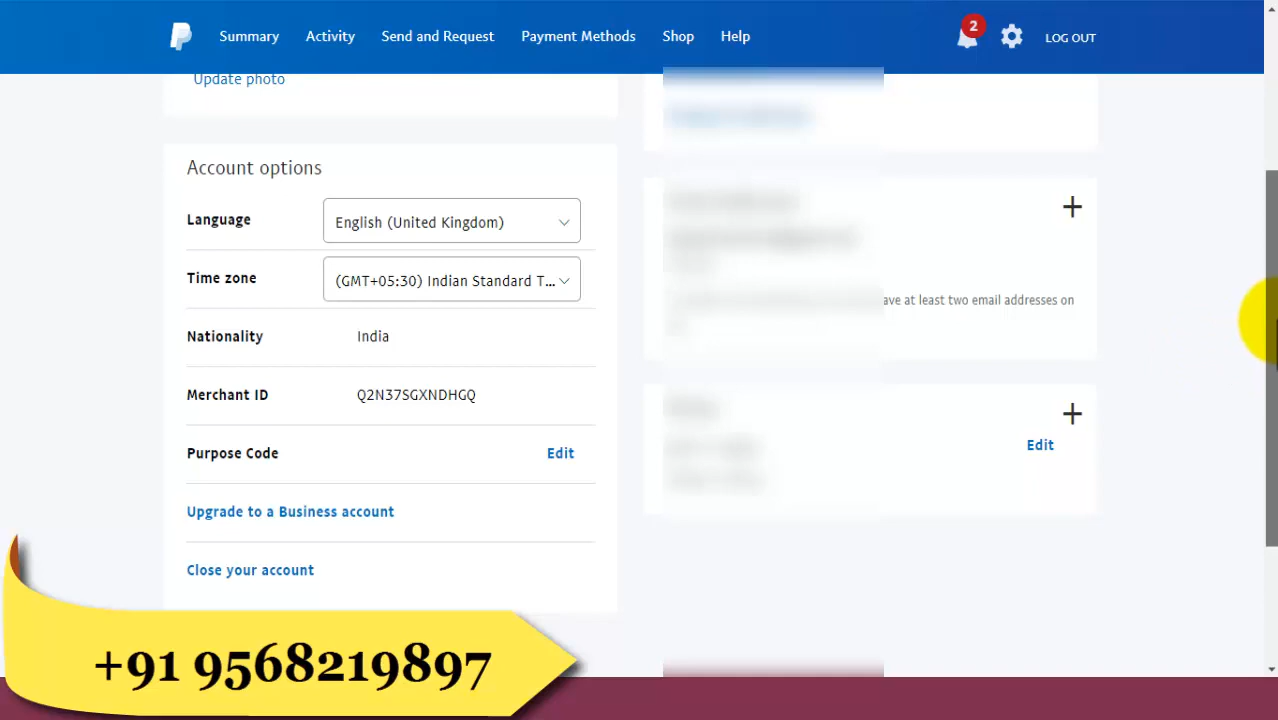 Summary Activity Send and Request Payment Methods Shop Help 2 LOG OUT
Update photo
Account options
Language English (United Kingdom)
Time zone (GMT+05:30) Indian Standard T...
Nationality India
Merchant ID Q2N37SGXNDHGQ
Purpose Code Edit
Upgrade to a Business account
Close your account
ave at least two email addresses on
Edit
+91 9568219897